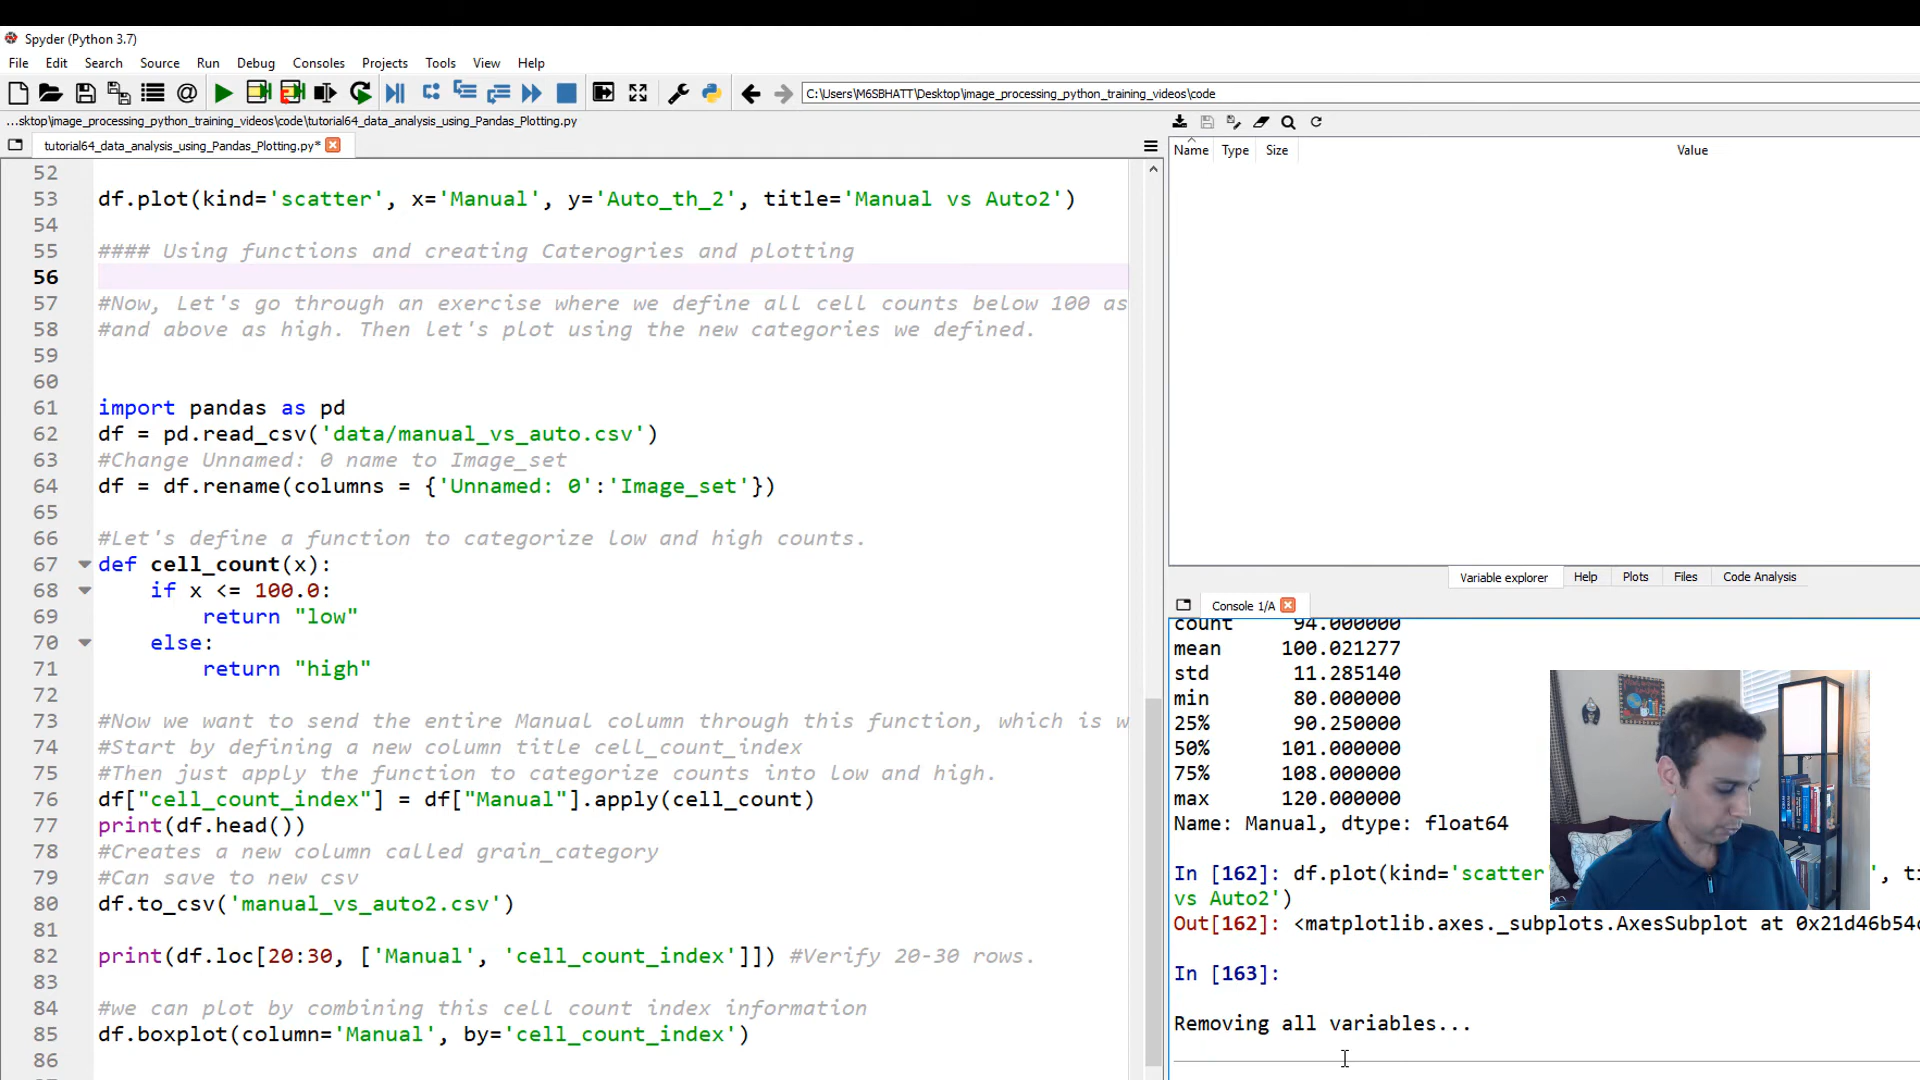 Spyder (Python 3.7)
File Edit Search Source Run Debug Consoles Projects Tools View Help
C:\Users\M6SBHATT\Desktop\image_processing_python_training_videos\code
...sktop\image_processing_python_training_videos\code\tutorial64_data_analysis_using_Pandas_Plotting.py
tutorial64_data_analysis_using_Pandas_Plotting.py*
52
53 df.plot(kind='scatter', x='Manual', y='Auto_th_2', title='Manual vs Auto2')
54
55 #### Using functions and creating Caterogries and plotting
56
57 #Now, Let's go through an exercise where we define all cell counts below 100 as
58 #and above as high. Then let's plot using the new categories we defined.
59
60
61 import pandas as pd
62 df = pd.read_csv('data/manual_vs_auto.csv')
63 #Change Unnamed: 0 name to Image_set
64 df = df.rename(columns = {'Unnamed: 0':'Image_set'})
65
66 #Let's define a function to categorize low and high counts.
67 def cell_count(x):
68 if x <= 100.0:
69 return "low"
70 else:
71 return "high"
72
73 #Now we want to send the entire Manual column through this function, which is w
74 #Start by defining a new column title cell_count_index
75 #Then just apply the function to categorize counts into low and high.
76 df["cell_count_index"] = df["Manual"].apply(cell_count)
77 print(df.head())
78 #Creates a new column called grain_category
79 #Can save to new csv
80 df.to_csv('manual_vs_auto2.csv')
81
82 print(df.loc[20:30, ['Manual', 'cell_count_index']]) #Verify 20-30 rows.
83
84 #we can plot by combining this cell count index information
85 df.boxplot(column='Manual', by='cell_count_index')
86
Name Type Size Value
Variable explorer Help Plots Files Code Analysis
Console 1/A
count 94.000000
mean 100.021277
std 11.285140
min 80.000000
25% 90.250000
50% 101.000000
75% 108.000000
max 120.000000
Name: Manual, dtype: float64
In [162]: df.plot(kind='scatter ', ti
vs Auto2')
Out[162]: <matplotlib.axes._subplots.AxesSubplot at 0x21d46b54c
In [163]:
Removing all variables...